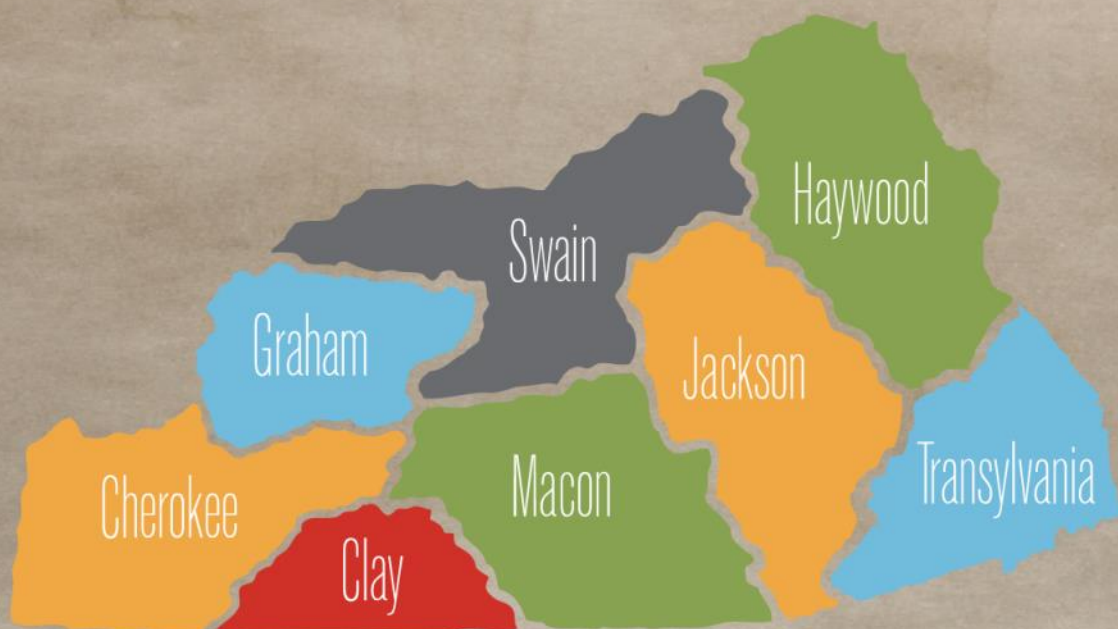 Haywood
Swain
Graham
Jackson
Transylvania
Macon
Cherokee
Clay